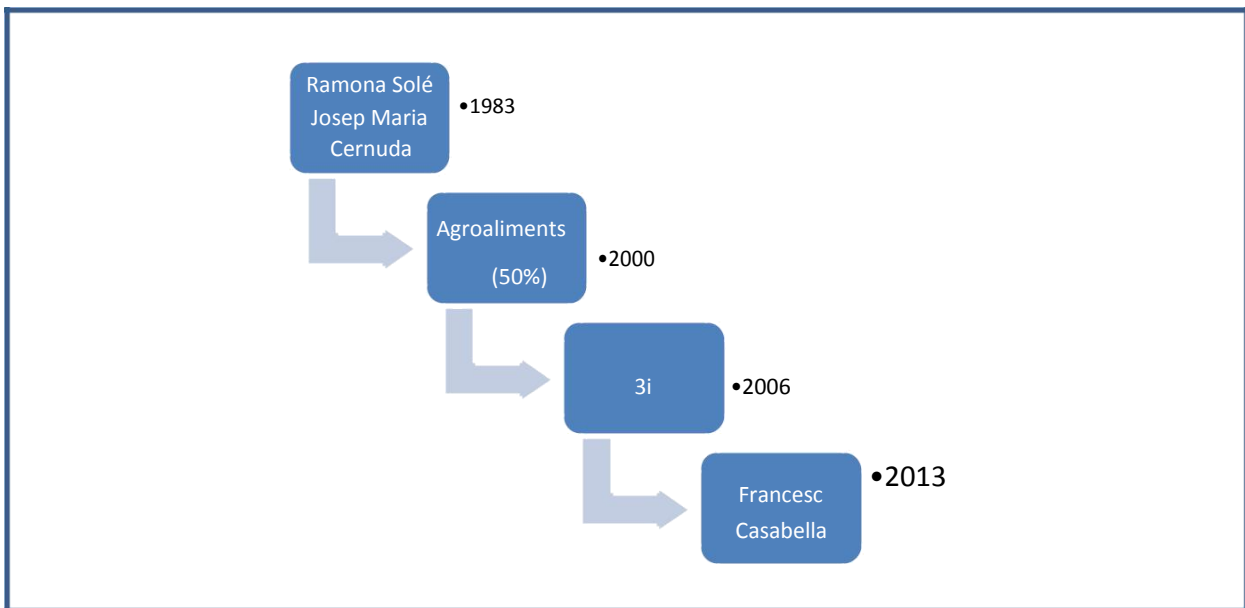 Ramona Solé
Josep Maria
Cernuda
•1983
Agroaliments
(50%)
•2000
3i
•2006
Francesc
Casabella
•2013